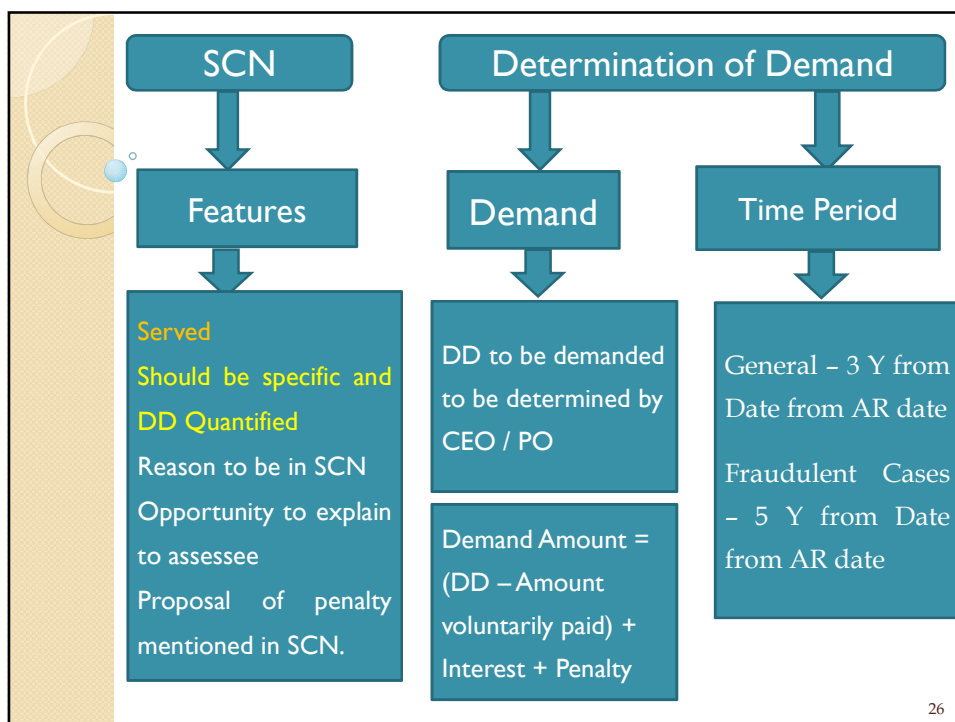 SCN
Features
Served
Should be specific and
DD Quantified
Reason to be in SCN
Opportunity to explain
to assessee
Proposal of penalty
mentioned in SCN.
Determination of Demand
Demand
DD to be demanded
to be determined by
CEO / PO
Demand Amount =
(DD – Amount
voluntarily paid) +
Interest + Penalty
Time Period
General – 3 Y from
Date from AR date
Fraudulent Cases
– 5 Y from Date
from AR date
26